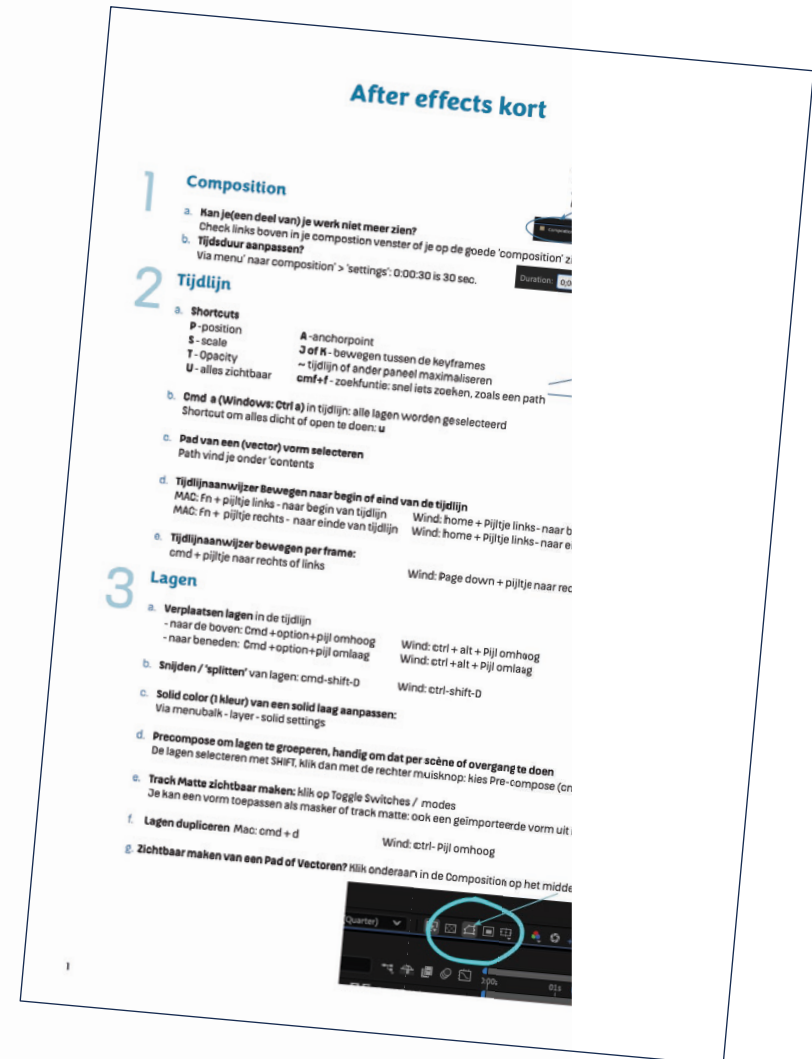 After effects kort
1
Composition
a. Kan je(een deel van) je werk niet meer zien?
Check links boven in je compostion venster of je op de goede 'composition'
b. Tijdsduur aanpassen?
Via menu' naar composition' > 'settings': 0:00:30 is 30 sec.
Duration:
2
Tijdlijn
a. Shortcuts
P -position
A -anchorpoint
S - scale
J of K - bewegen tussen de keyframes
T - Opacity
~ tijdlijn of ander paneel maximaliseren
U - alles zichtbaar
cmf+f - zoekfuntie: snel iets zoeken, zoals een path
b. Cmd a (Windows: Ctrl a) in tijdlijn: alle lagen worden geselecteerd
Shortcut om alles dicht of open te doen: u
c. Pad van een (vector) vorm selecteren
Path vind je onder 'contents
d. Tijdlijnaanwijzer Bewegen naar begin of eind van de tijdlijn
MAC: Fn + pijltje links - naar begin van tijdlijn Wind: home + Pijltje links- naar
MAC: Fn + pijltje rechts - naar einde van tijdlijn Wind: home + Pijltje links- naar
e. Tijdlijnaanwijzer bewegen per frame:
cmd + pijltje naar rechts of links Wind: Page down + pijltje naar
3
Lagen
a. Verplaatsen lagen in de tijdlijn
- naar de boven: Cmd +option+pijl omhoog Wind: ctrl + alt + Pijl omhoog
- naar beneden: Cmd +option+pijl omlaag Wind: ctrl +alt + Pijl omlaag
b. Snijden / 'splitten' van lagen: cmd-shift-D Wind: ctrl-shift-D
c. Solid color (1 kleur) van een solid laag aanpassen:
Via menubalk - layer - solid settings
d. Precompose om lagen te groeperen, handig om dat per scène of overgang te doen
De lagen selecteren met SHIFT, klik dan met de rechter muisknop: kies Pre-compose
e. Track Matte zichtbaar maken: klik op Toggle Switches / modes
Je kan een vorm toepassen als masker of track matte: ook een geïmporteerde vorm uit
f. Lagen dupliceren Mac: cmd + d Wind: ctrl- Pijl omhoog
g. Zichtbaar maken van een Pad of Vectoren? Klik onderaan in de Composition op het
(Quarter)
01s
1